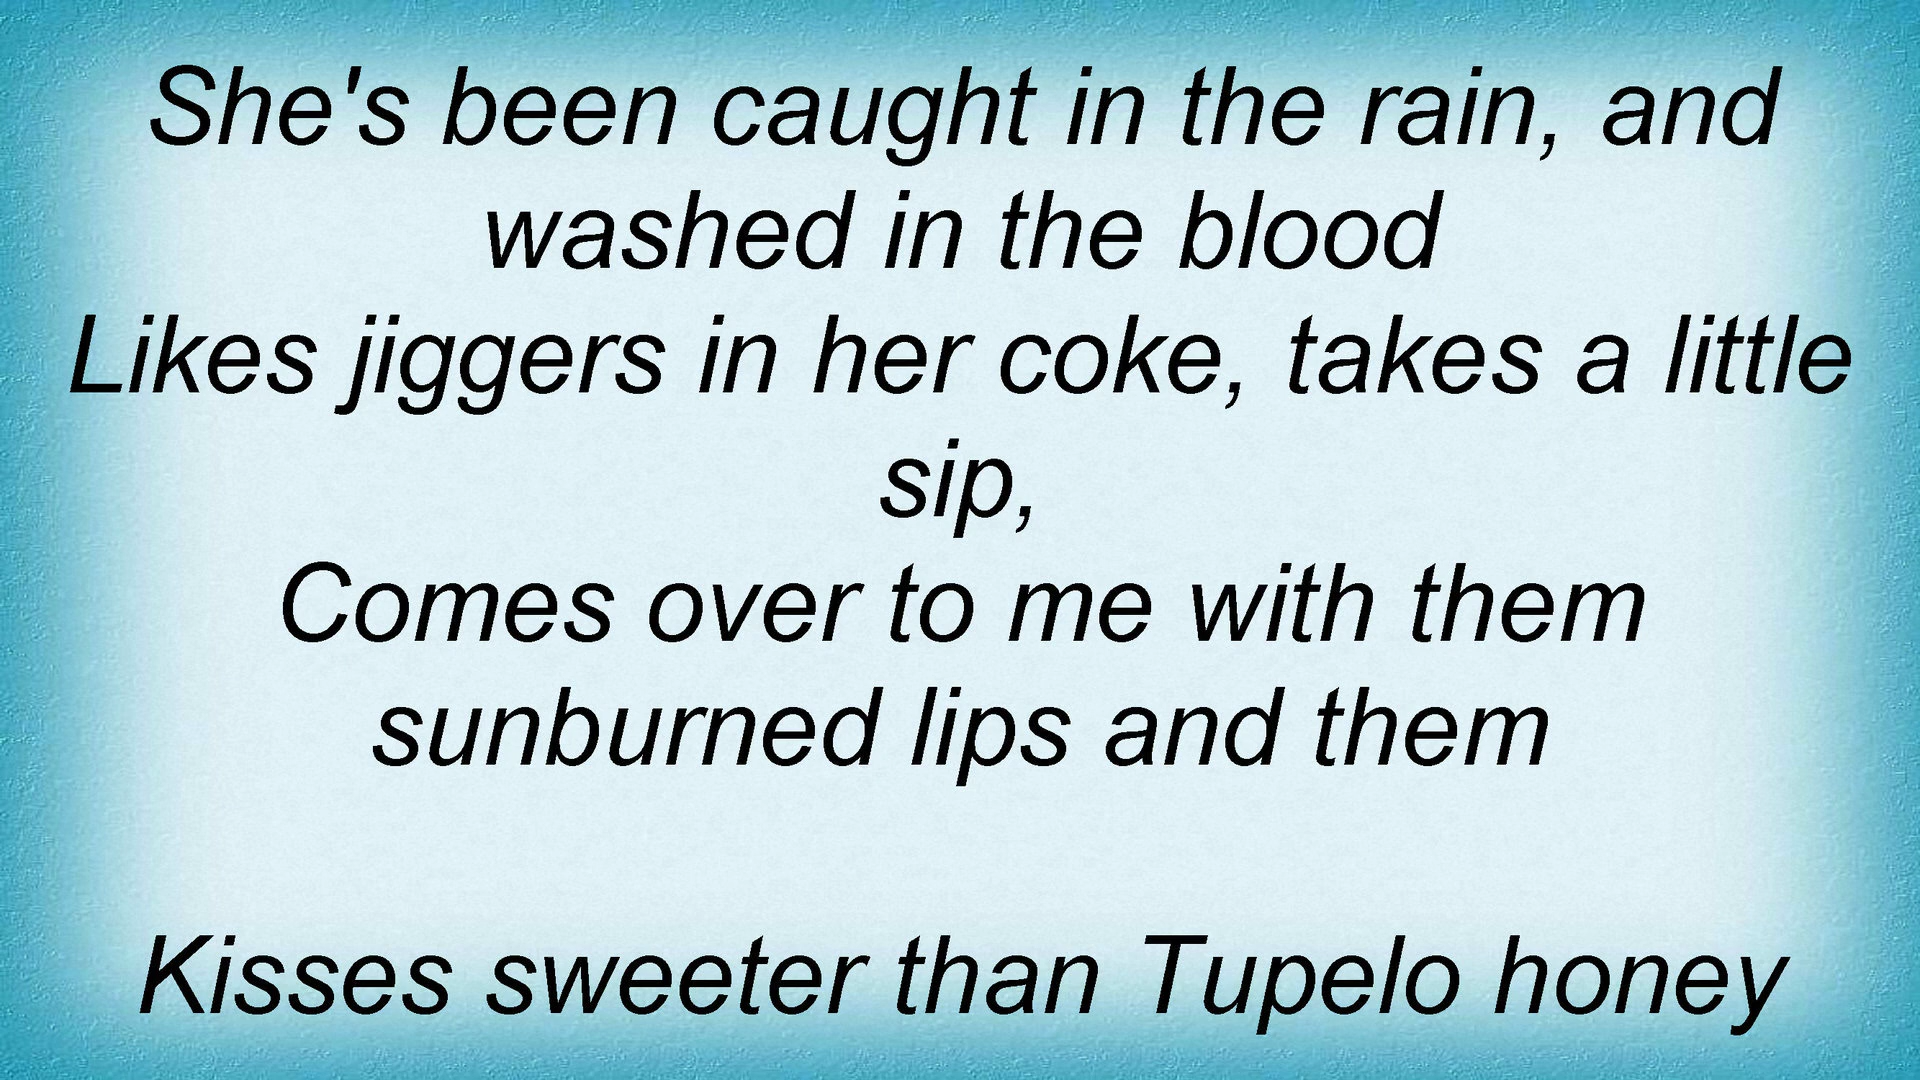 She's been caught in the rain, and
washed in the blood
Likes jiggers in her coke, takes a little
sip,
Comes over to me with them
sunburned lips and them
Kisses sweeter than Tupelo honey